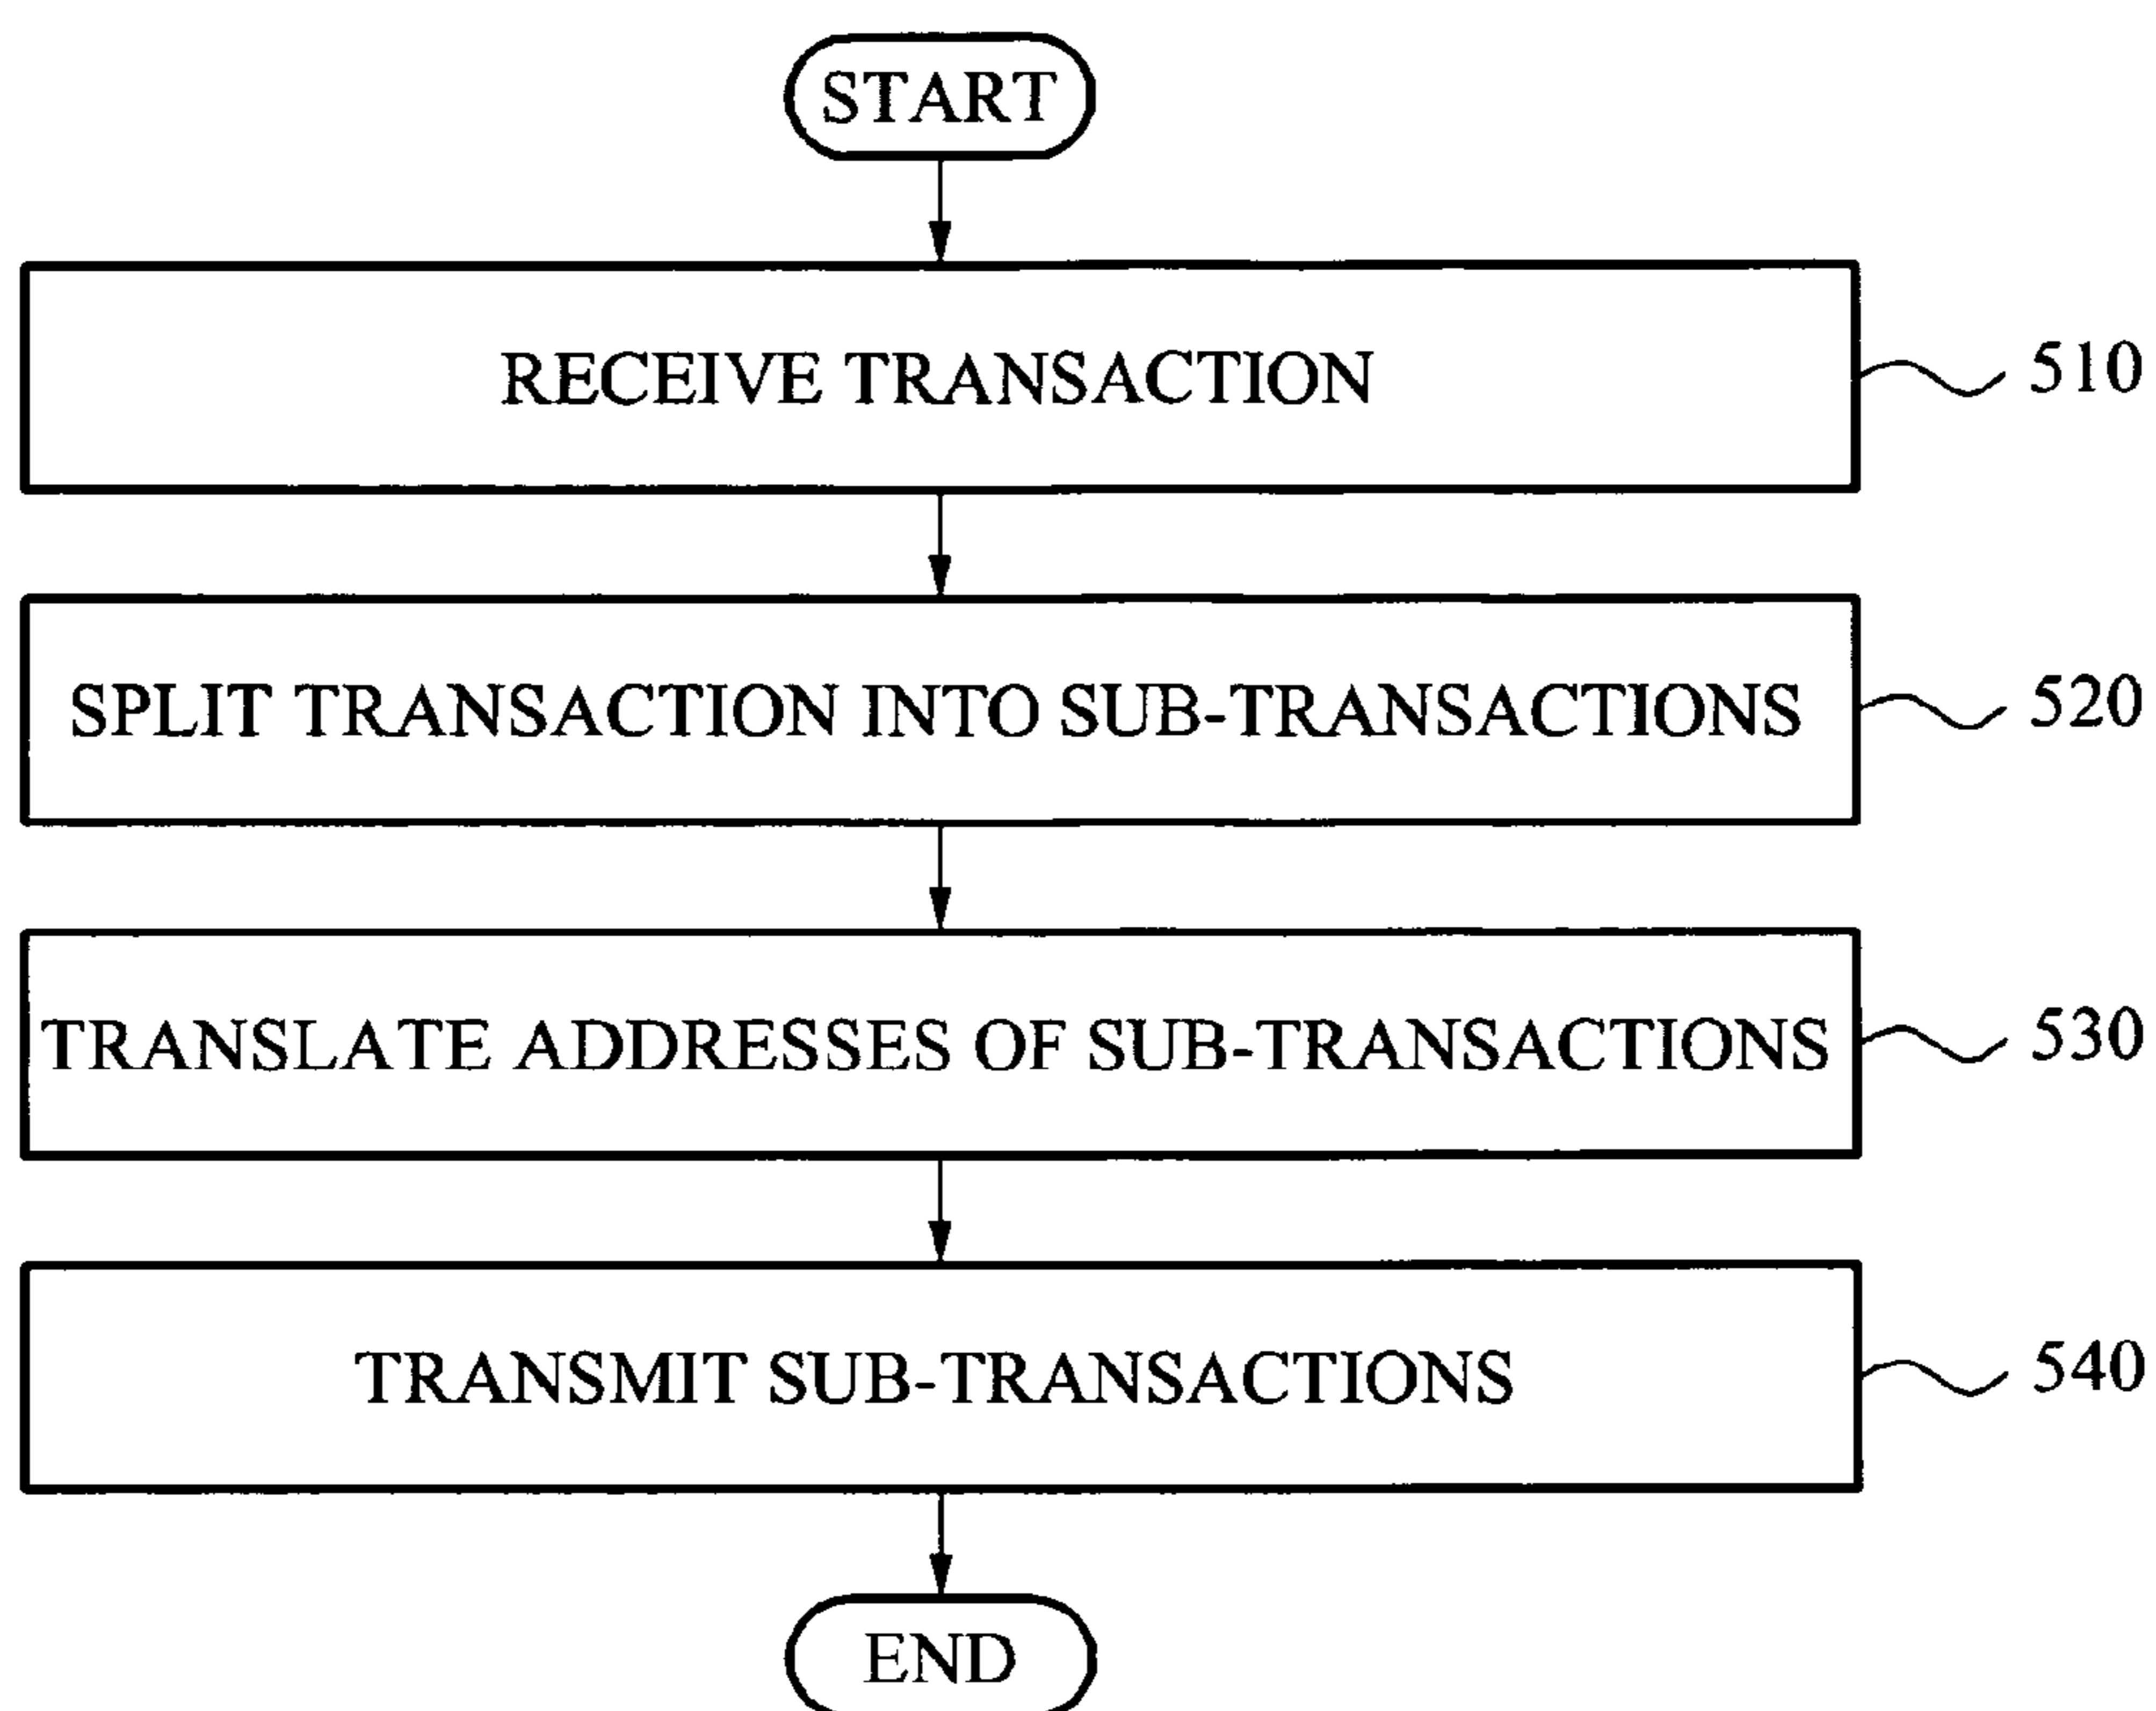 START
RECEIVE TRANSACTION
510
SPLIT TRANSACTION INTO SUB-TRANSACTIONS
520
TRANSLATE ADDRESSES OF SUB-TRANSACTIONS
530
TRANSMIT SUB-TRANSACTIONS
540
END